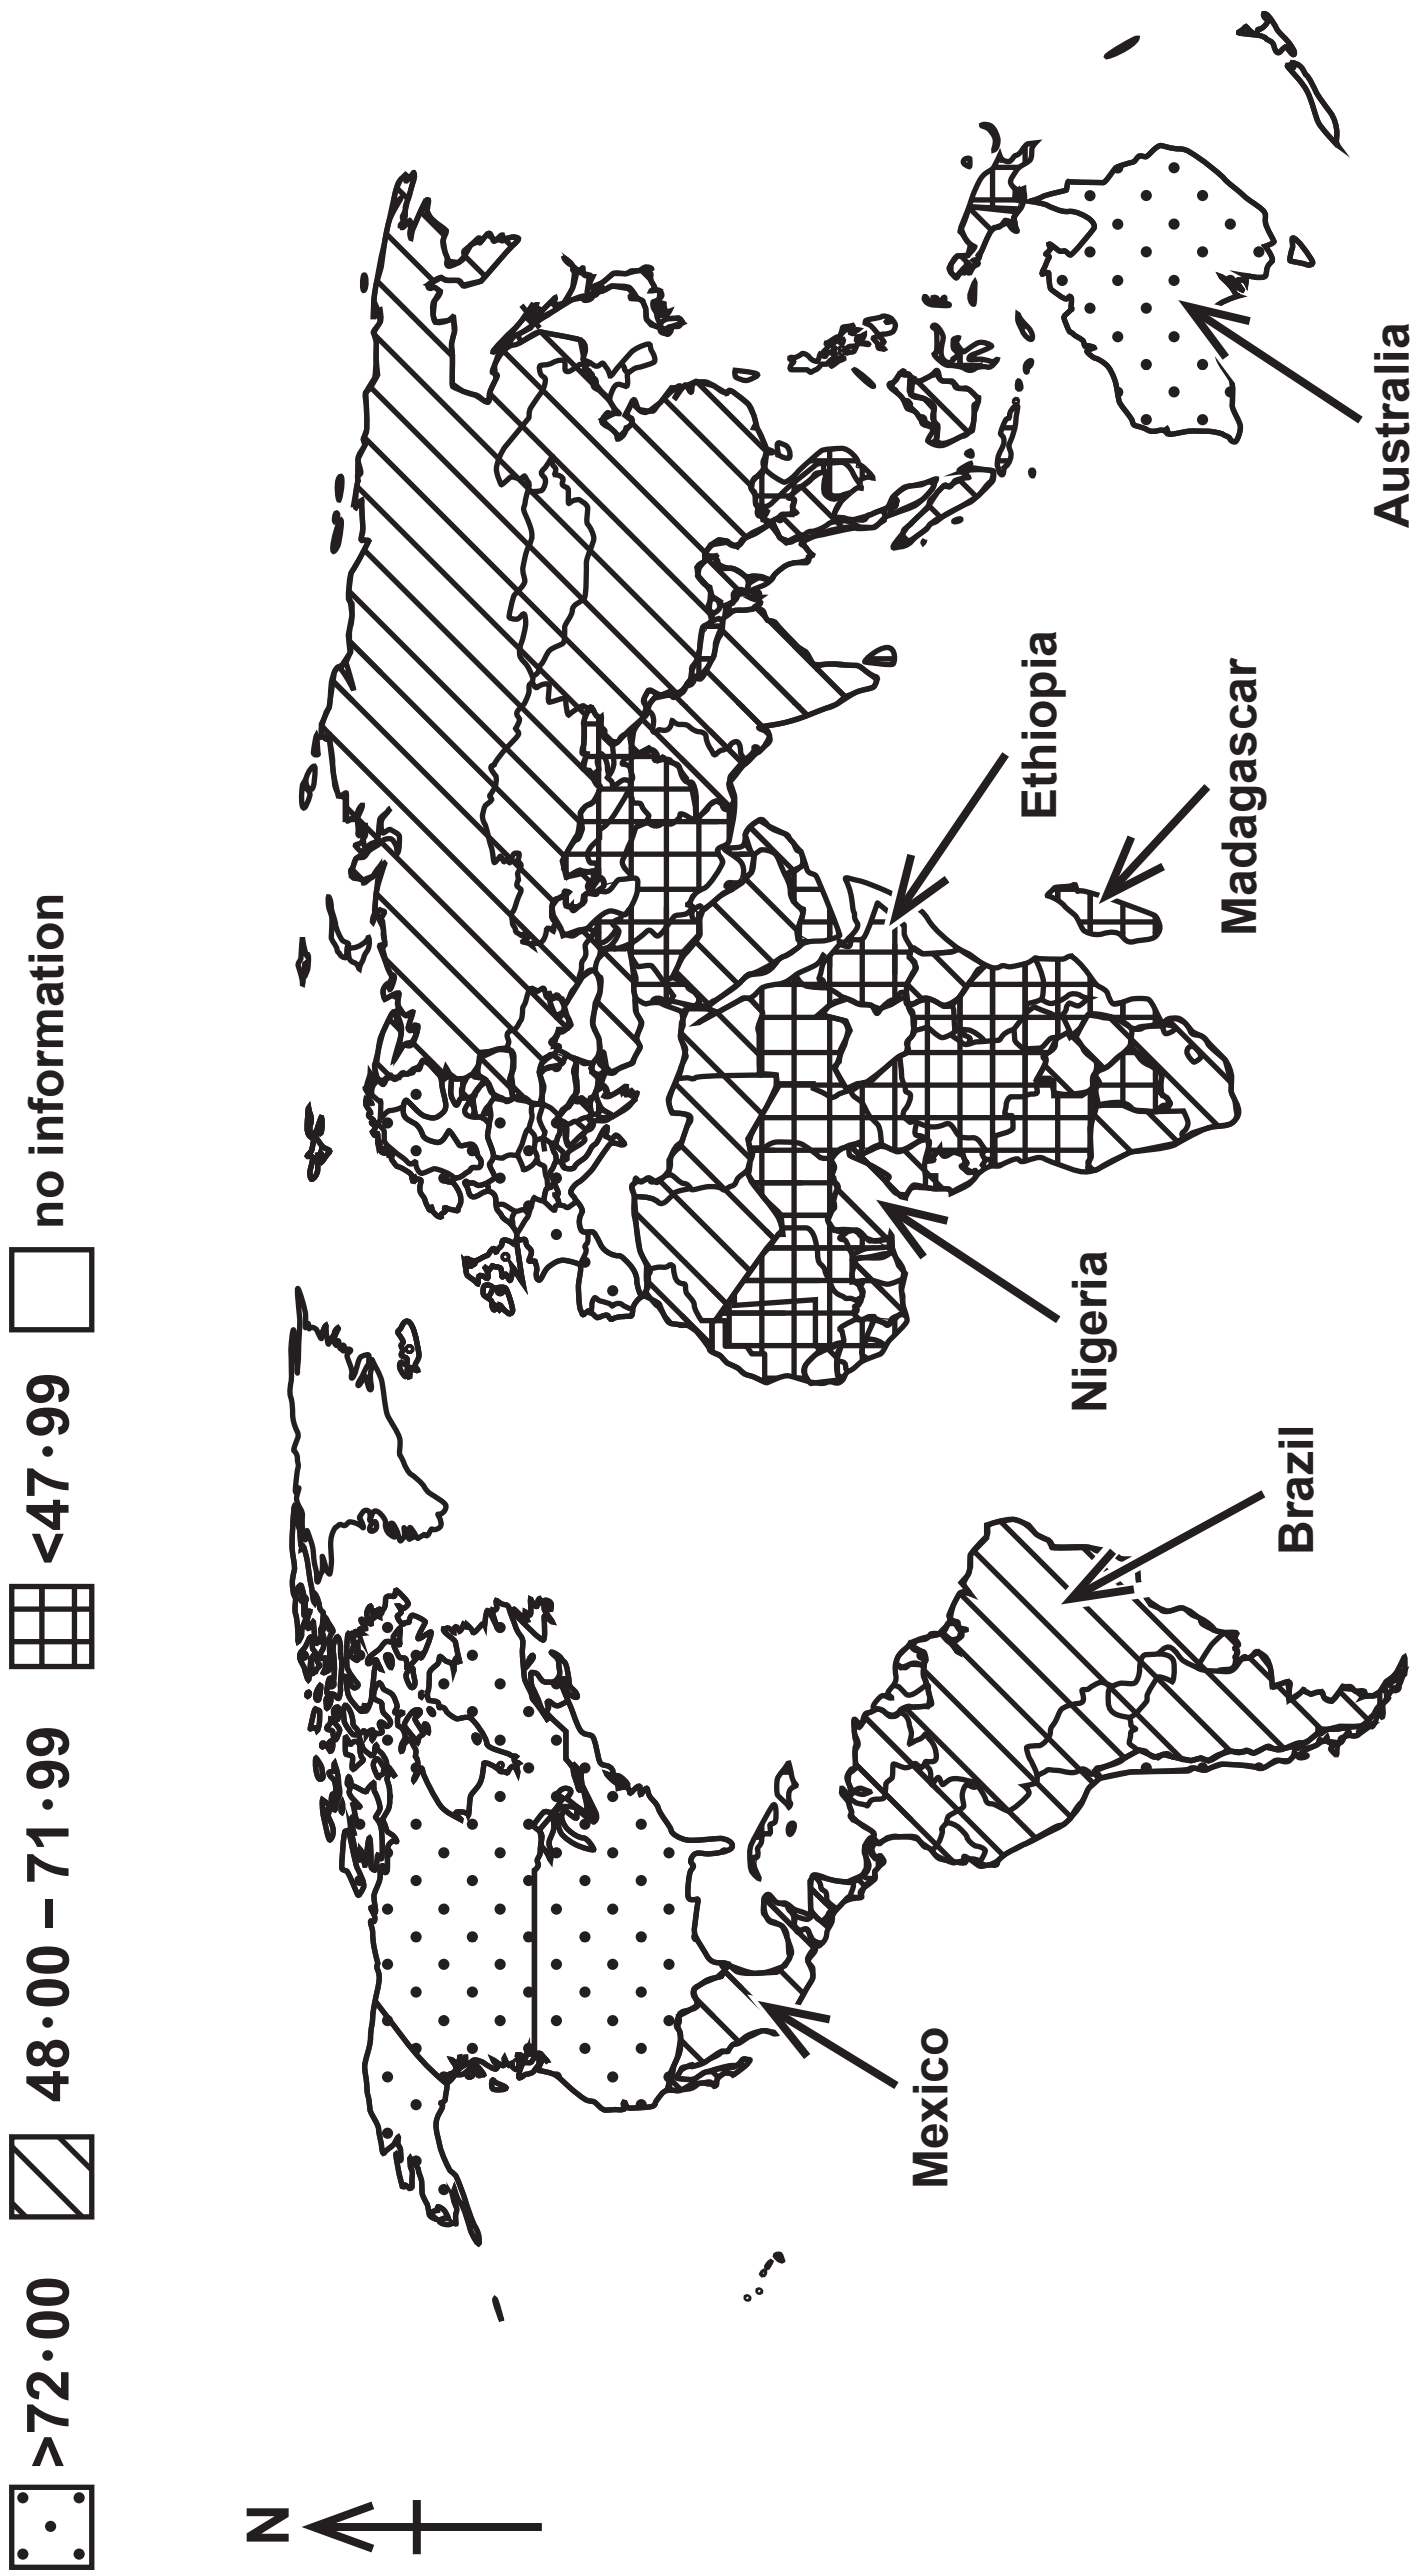 >72·00
48·00 – 71·99
<47·99
no information
N
Mexico
Brazil
Nigeria
Ethiopia
Madagascar
Australia